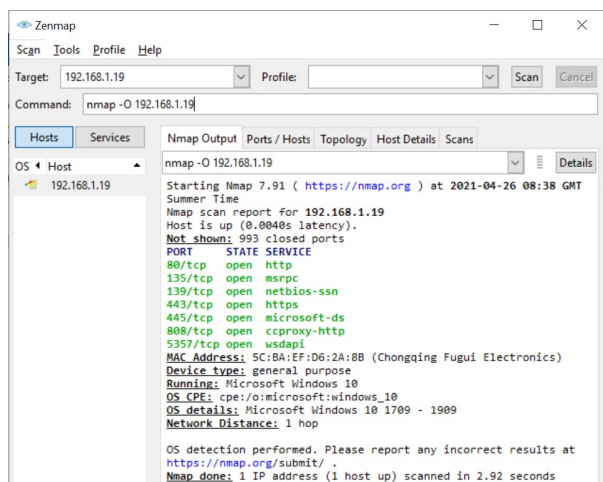 Zenmap
Scan Tools Profile Help
Target: 192.168.1.19 Profile: Scan Cancel
Command: nmap -O 192.168.1.19
Hosts Services Nmap Output Ports / Hosts Topology Host Details Scans
OS Host nmap -O 192.168.1.19 Details
192.168.1.19
Starting Nmap 7.91 ( https://nmap.org ) at 2021-04-26 08:38 GMT
Summer Time
Nmap scan report for 192.168.1.19
Host is up (0.0040s latency).
Not shown: 993 closed ports
PORT STATE SERVICE
80/tcp open http
135/tcp open msrpc
139/tcp open netbios-ssn
443/tcp open https
445/tcp open microsoft-ds
808/tcp open ccproxy-http
5357/tcp open wsdapi
MAC Address: 5C:BA:EF:D6:2A:8B (Chongqing Fugui Electronics)
Device type: general purpose
Running: Microsoft Windows 10
OS CPE: cpe:/o:microsoft:windows_10
OS details: Microsoft Windows 10 1709 - 1909
Network Distance: 1 hop
OS detection performed. Please report any incorrect results at
https://nmap.org/submit/ .
Nmap done: 1 IP address (1 host up) scanned in 2.92 seconds